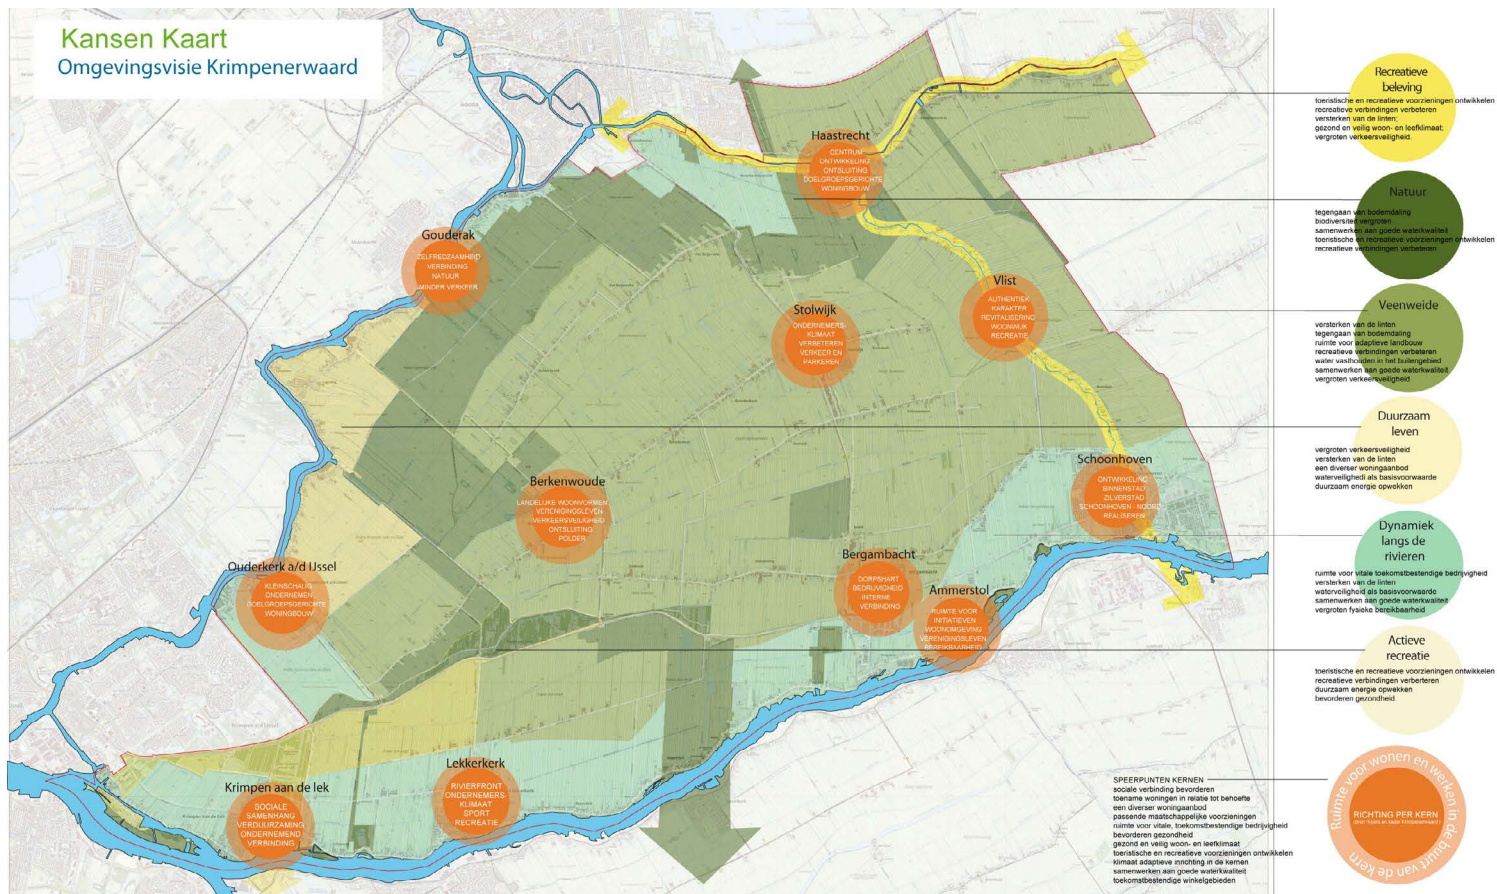 Kansen Kaart
Omgevingsvisie Krimpenerwaard
Haastrecht
CENTRUM
ONTWIKKELING
ONTSLUITING
DOELGROEPSGERICHTE
WONINGBOUW
Gouderak
ZELFREDZAAMHEID
VERBINDING
NATUUR
MINDER VERKEER
Vlist
AUTHENTIEK
KARAKTER
REVITALISERING
WOONWIJK
RECREATIE
Stolwijk
ONDERNEMERS-
KLIMAAT
VERBETEREN
VERKEER EN
PARKEREN
Schoonhoven
ONTWIKKELING
BINNENSTAD
ZILVERSTAD
SCHOONHOVEN - NOORD
REALISEREN
Berkenwoude
LANDELIJKE WOONVORMEN
VERENIGINGSLEVEN
VERKEERSVEILIGHEID
ONTSLUITING
POLDER
Bergambacht
DORPSHART
BEDRIJVIGHEID
INTERNE
VERBINDING
Ammerstol
RUIMTE VOOR
INITIATIEVEN
WOONOMGEVING
VERENIGINGSLEVEN
BEREIKBAARHEID
Ouderkerk a/d IJssel
KLEINSCHALIG
ONDERNEMEN
DOELGROEPSGERICHTE
WONINGBOUW
Lekkerkerk
RIVIERFRONT
ONDERNEMERS-
KLIMAAT
SPORT
RECREATIE
Krimpen aan de lek
SOCIALE
SAMENHANG
VERDUURZAMING
ONDERNEMEND
VERBINDING
Recreatieve
beleving
toeristische en recreatieve voorzieningen ontwikkelen
recreatieve verbindingen verbeteren
versterken van de linten;
gezond en veilig woon- en leefklimaat;
vergroten verkeersveiligheid.
Natuur
tegengaan van bodemdaling
biodiversiteit vergroten
samenwerken aan goede waterkwaliteit
toeristische en recreatieve voorzieningen ontwikkelen
recreatieve verbindingen verbeteren
Veenweide
versterken van de linten
tegengaan van bodemdaling
ruimte voor adaptieve landbouw
recreatieve verbindingen verbeteren
water vasthouden in het buitengebied
samenwerken aan goede waterkwaliteit
vergroten verkeersveiligheid
Duurzaam
leven
vergroten verkeersveiligheid
versterken van de linten
een diverser woningaanbod
waterveilighedi als basisvoorwaarde
duurzaam energie opwekken
Dynamiek
langs de
rivieren
ruimte voor vitale toekomstbestendige bedrijvigheid
versterken van de linten
waterveiligheid als basisvoorwaarde
samenwerken aan goede waterkwaliteit
vergroten fysieke bereikbaarheid
Actieve
recreatie
toeristische en recreatieve voorzieningen ontwikkelen
recreatieve verbindingen verberteren
duurzaam energie opwekken
bevorderen gezondheid
SPEERPUNTEN KERNEN
sociale verbinding bevorderen
toename woningen in relatie tot behoefte
een diverser woningaanbod
passende maatschappelijke voorzieningen
ruimte voor vitale, toekomstbestendige bedrijvigheid
bevorderen gezondheid
gezond en veilig woon- en leefklimaat
toeristische en recreatieve voorzieningen ontwikkelen
klimaat adaptieve inrichting in de kernen
samenwerken aan goede waterkwaliteit
toekomstbestendige winkelgebieden
Ruimte voor wonen en werken in de buurt van de kern
RICHTING PER KERN